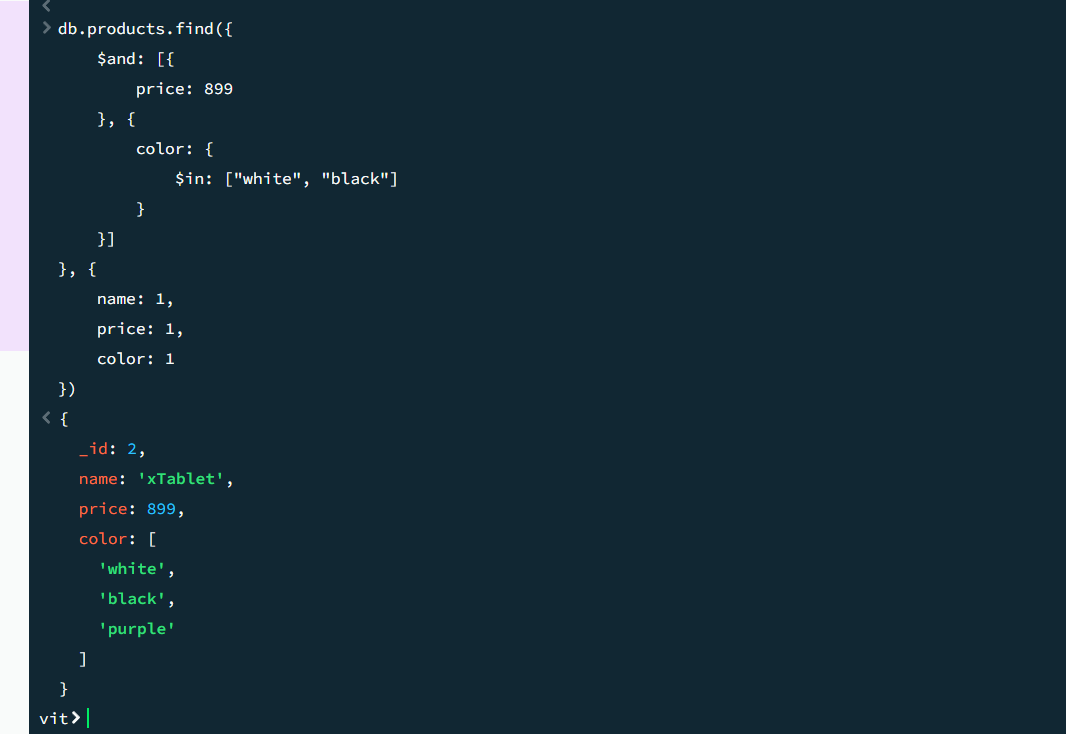 db.products.find({
$and: [{
price: 899
}, {
color: {
$in: ["white", "black"]
}
}]
}, {
name: 1,
price: 1,
color: 1
})
{
_id: 2,
name: 'xTablet',
price: 899,
color: [
'white',
'black',
'purple'
]
}
vit>